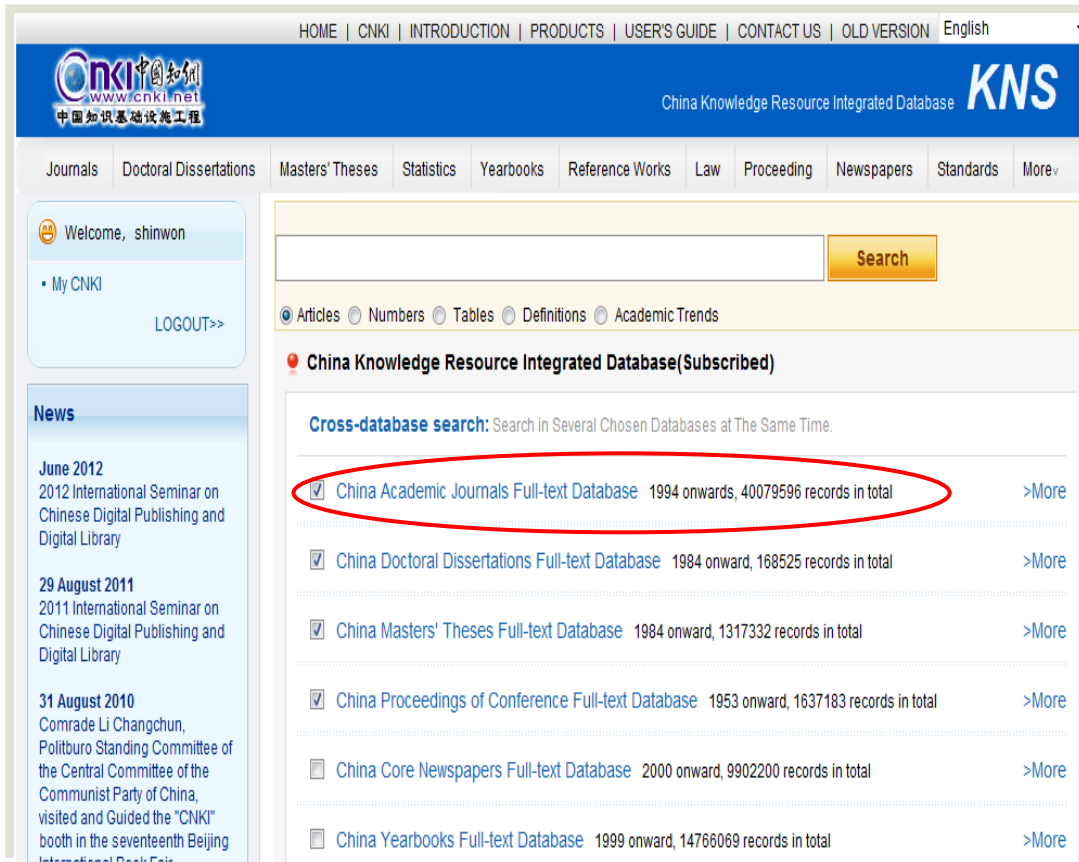 HOME | CNKI | INTRODUCTION | PRODUCTS | USER'S GUIDE | CONTACT US | OLD VERSION English
Cnki中国知网
www.cnki.net
中国知识基础设施工程
China Knowledge Resource Integrated Database KNS
Journals Doctoral Dissertations Masters' Theses Statistics Yearbooks Reference Works Law Proceeding Newspapers Standards More
Welcome, shinwon
▪ My CNKI
LOGOUT>>
Search
Articles Numbers Tables Definitions Academic Trends
China Knowledge Resource Integrated Database(Subscribed)
Cross-database search: Search in Several Chosen Databases at The Same Time.
China Academic Journals Full-text Database 1994 onwards, 40079596 records in total >More
China Doctoral Dissertations Full-text Database 1984 onward, 168525 records in total >More
China Masters' Theses Full-text Database 1984 onward, 1317332 records in total >More
China Proceedings of Conference Full-text Database 1953 onward, 1637183 records in total >More
China Core Newspapers Full-text Database 2000 onward, 9902200 records in total >More
China Yearbooks Full-text Database 1999 onward, 14766069 records in total >More
News
June 2012
2012 International Seminar on
Chinese Digital Publishing and
Digital Library
29 August 2011
2011 International Seminar on
Chinese Digital Publishing and
Digital Library
31 August 2010
Comrade Li Changchun,
Politburo Standing Committee of
the Central Committee of the
Communist Party of China,
visited and Guided the "CNKI"
booth in the seventeenth Beijing
International Book Fair